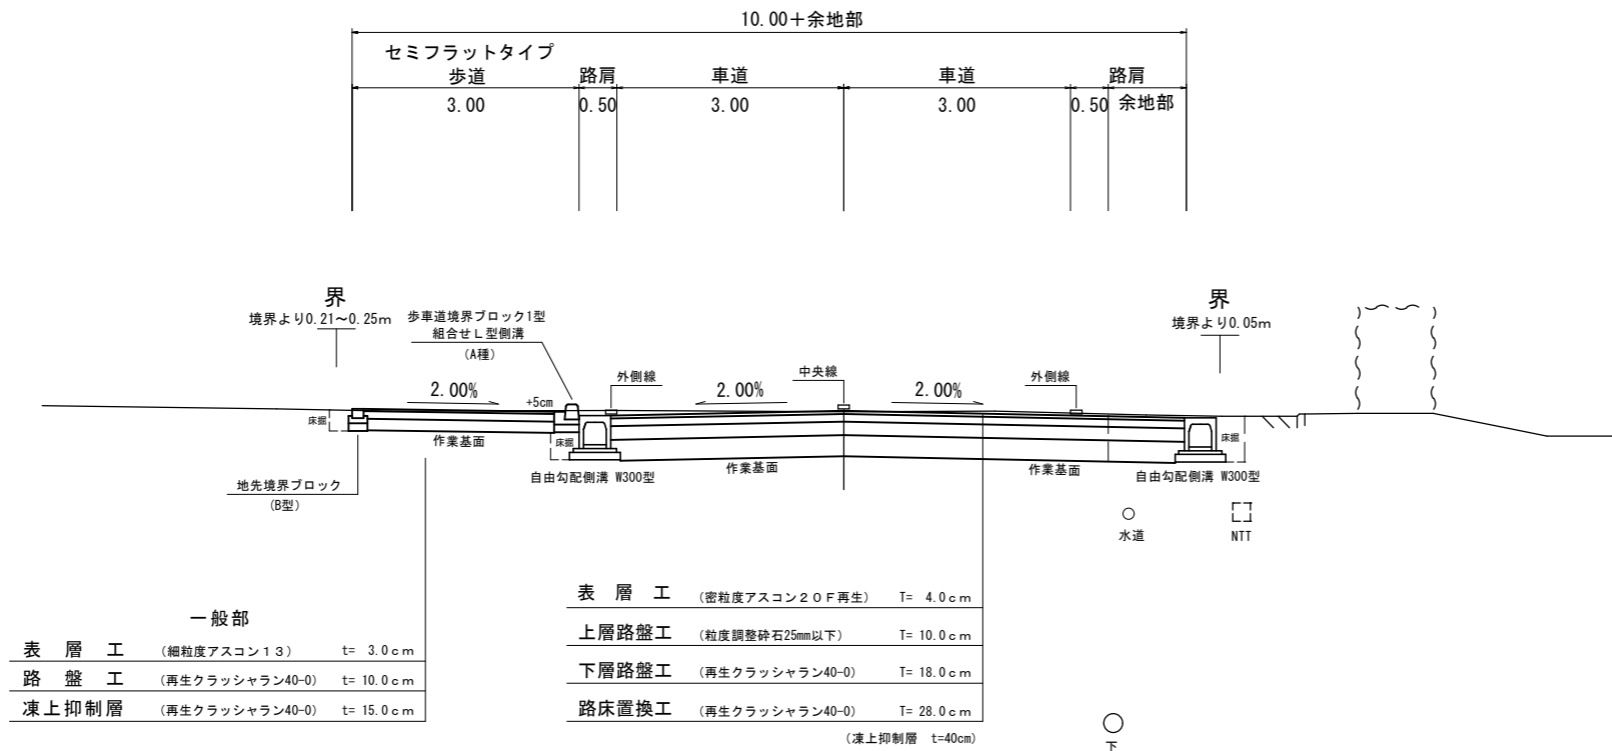 10.00＋余地部
セミフラットタイプ
歩道 路肩 車道 車道 路肩
3.00 0.50 3.00 3.00 0.50 余地部
界
境界より0.21～0.25m
歩車道境界ブロック1型
組合せＬ型側溝
(A種)
界
境界より0.05m
外側線 中央線 外側線
2.00% +5cm 2.00% 2.00%
床掘 作業基面 床掘 作業基面 作業基面 床掘
自由勾配側溝 W300型 自由勾配側溝 W300型
地先境界ブロック
(B型)
水道 NTT
一般部
表層工 (細粒度アスコン１３) t= 3.0ｃｍ
路盤工 (再生クラッシャラン40-0) t= 10.0ｃｍ
凍上抑制層 (再生クラッシャラン40-0) t= 15.0ｃｍ
表層工 (密粒度アスコン２０Ｆ再生) T= 4.0ｃｍ
上層路盤工 (粒度調整砕石25mm以下) T= 10.0ｃｍ
下層路盤工 (再生クラッシャラン40-0) T= 18.0ｃｍ
路床置換工 (再生クラッシャラン40-0) T= 28.0ｃｍ
(凍上抑制層 t=40cm)
下